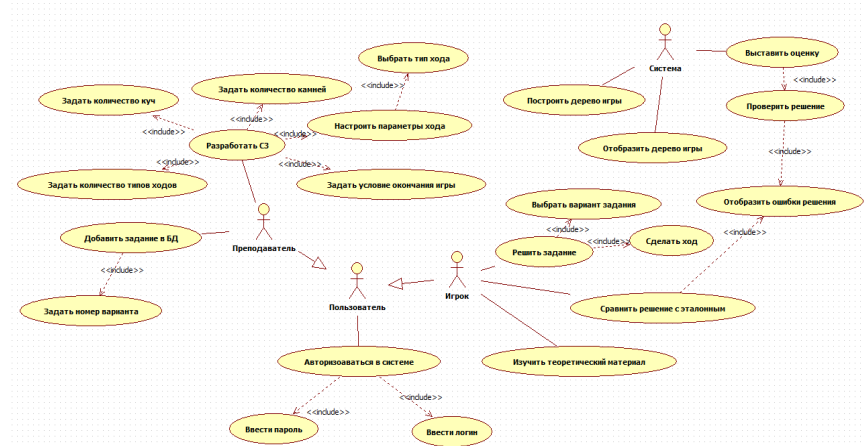 Выбрать тип хода
Выставить оценку
Система
<<include>>
<<include>>
Задать количество камней
Задать количество куч
Построить дерево игры
Проверить решение
<<include>>
<<include>>
<<include>>
Настроить параметры хода
Разработать СЗ
Отобразить дерево игры
<<include>>
<<include>>
<<include>>
Задать количество типов ходов
Задать условие окончания игры
Выбрать вариант задания
Отобразить ошибки решения
<<include>>
<<include>>
Добавить задание в БД
Преподаватель
Решить задание
<<include>>
Сделать ход
<<include>>
<<include>>
Пользователь
Игрок
Задать номер варианта
Сравнить решение с эталонным
Авторизоаваться в системе
Изучить теоретический материал
<<include>>
<<include>>
Ввести пароль
Ввести логин